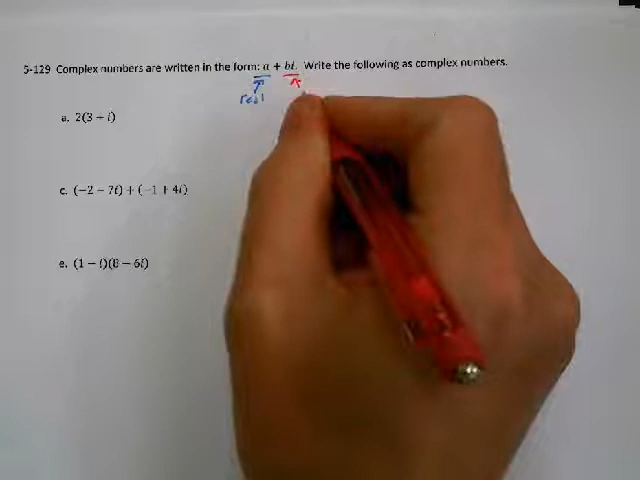 5-129 Complex numbers are written in the form: a + bi. Write the following as complex numbers.
real
a. 2(3 − i)
c. (−2 − 7i) + (−1 + 4i)
e. (1 − i)(8 − 6i)